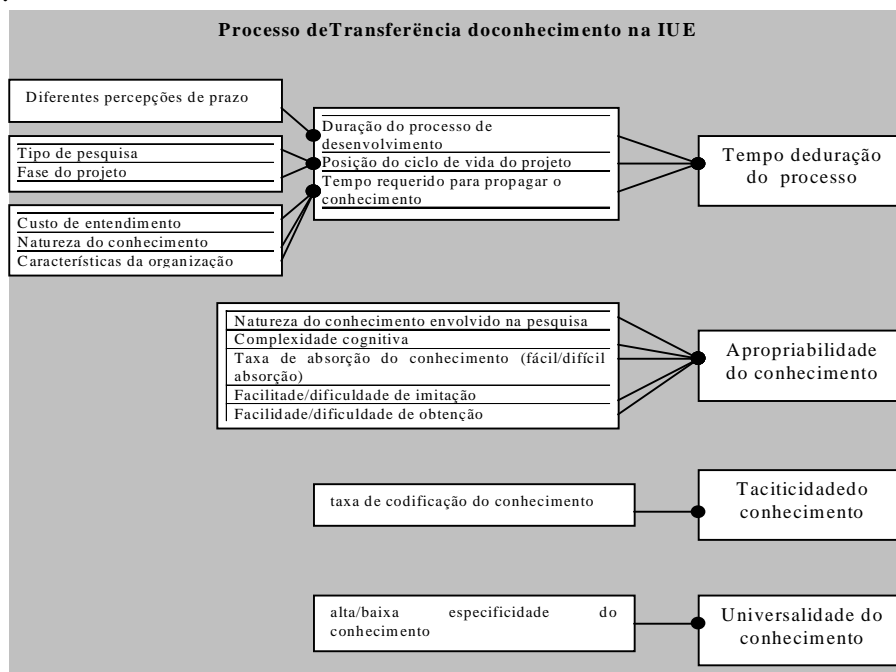 Processo deTransferëncia doconhecimento na IUE
Diferentes percepções de prazo
Tipo de pesquisa
Fase do projeto
Custo de entendimento
Natureza do conhecimento
Características da organização
Duração do processo de
desenvolvimento
Posição do ciclo de vida do projeto
Tempo requerido para propagar o
conhecimento
Tempo deduração
do processo
Natureza do conhecimento envolvido na pesquisa
Complexidade cognitiva
Taxa de absorção do conhecimento (fácil/difícil
absorção)
Facilitade/dificuldade de imitação
Facilidade/dificuldade de obtenção
Apropriabilidade
do conhecimento
taxa de codificação do conhecimento
Taciticidadedo
conhecimento
alta/baixa especificidade do
conhecimento
Universalidade do
conhecimento